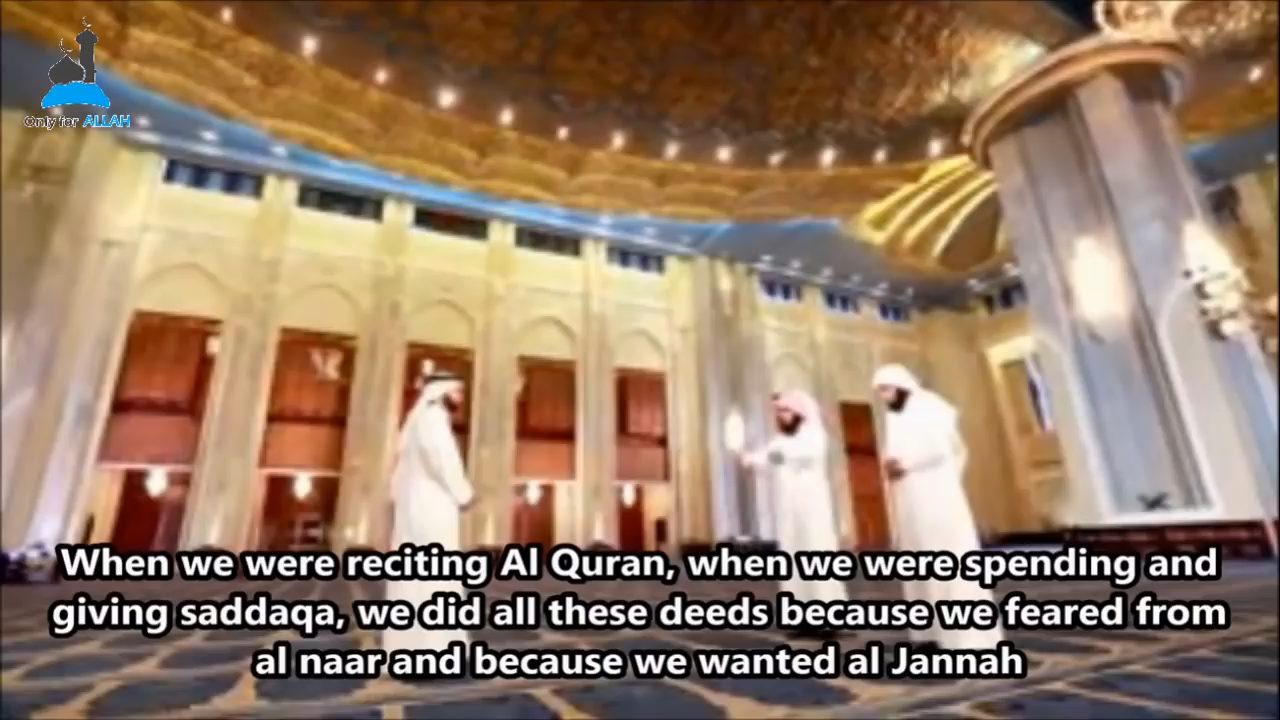 Only for ALLAH
When we were reciting Al Quran, when we were spending and
giving saddaqa, we did all these deeds because we feared from
al naar and because we wanted al Jannah